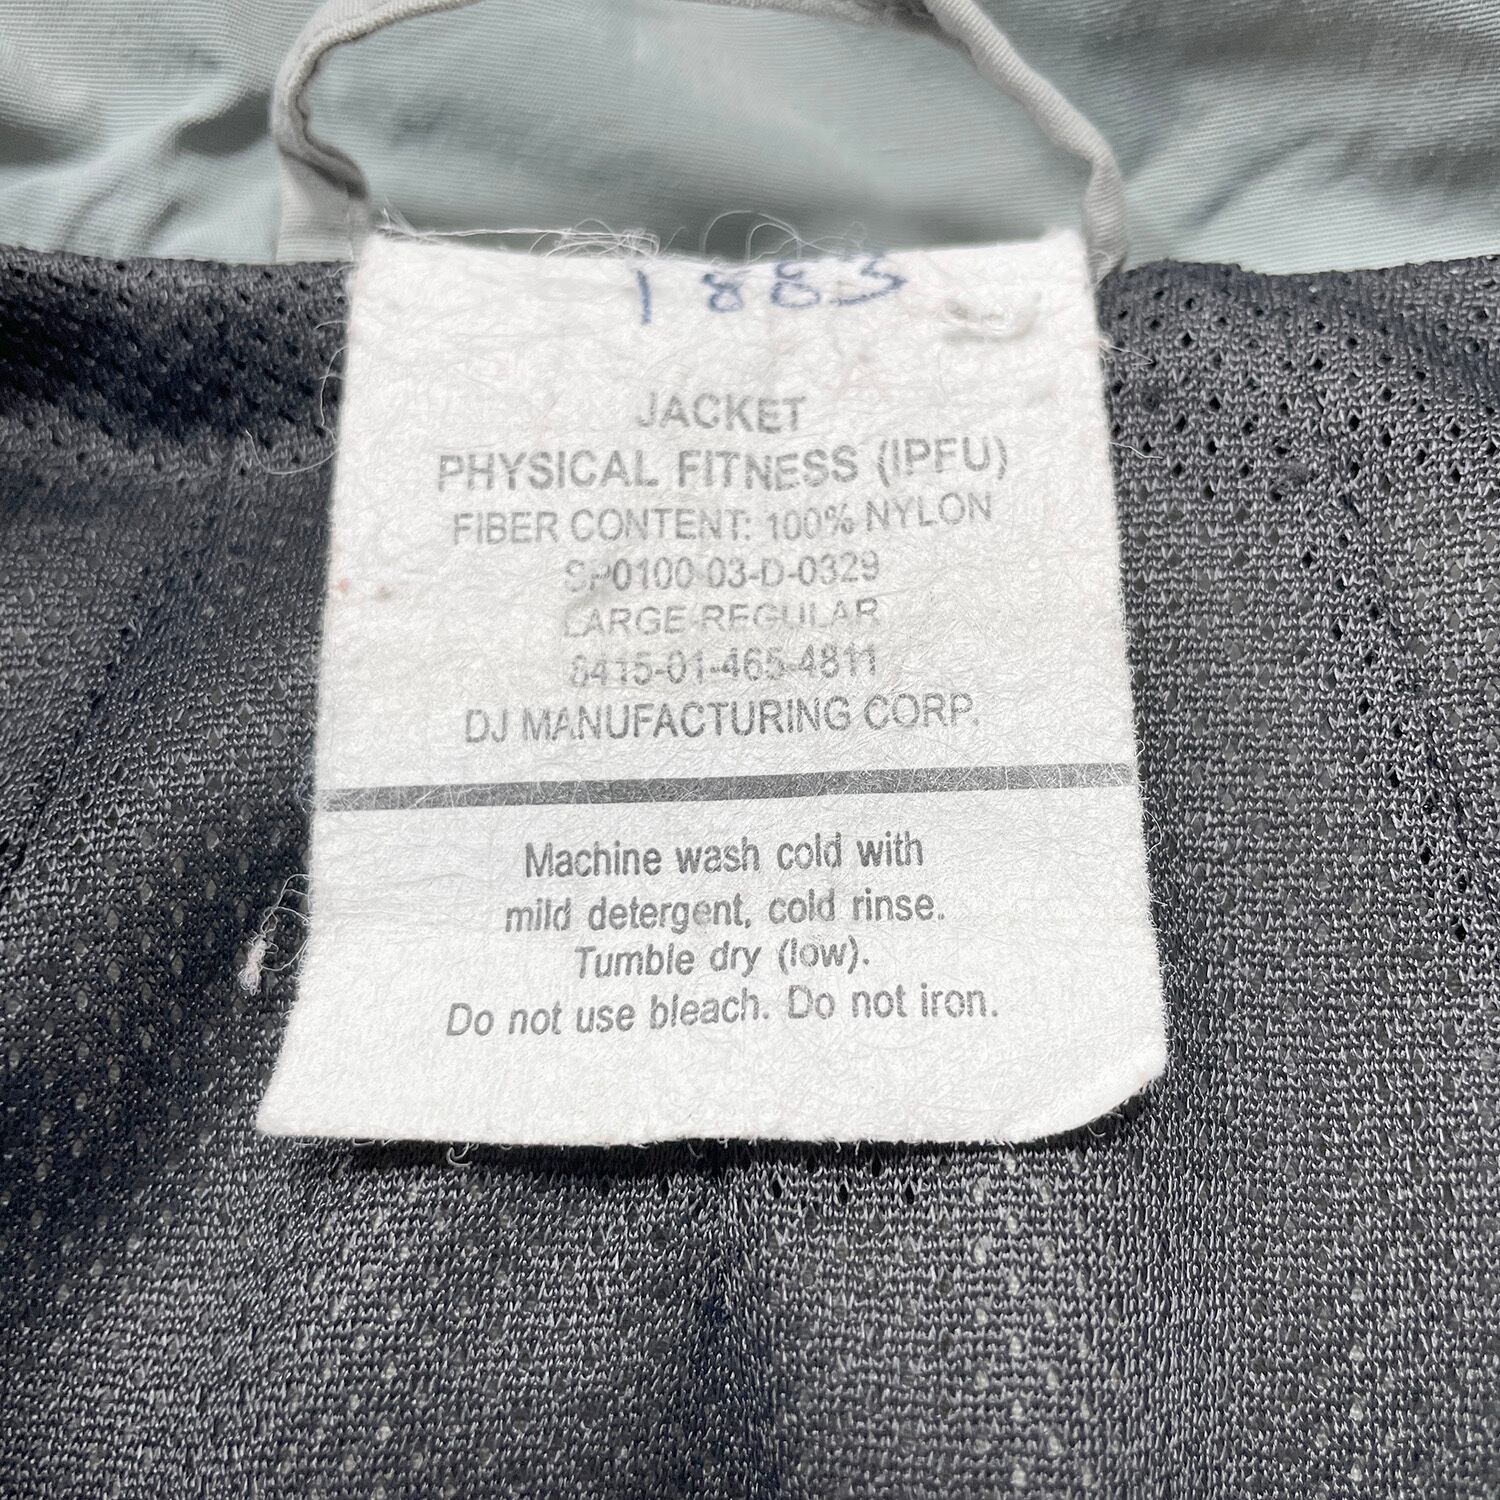 1883
JACKET
PHYSICAL FITNESS (IPFU)
FIBER CONTENT: 100% NYLON
SP0100-03-D-0329
LARGE-REGULAR
8415-01-465-4811
DJ MANUFACTURING CORP.
Machine wash cold with
mild detergent, cold rinse.
Tumble dry (low).
Do not use bleach. Do not iron.